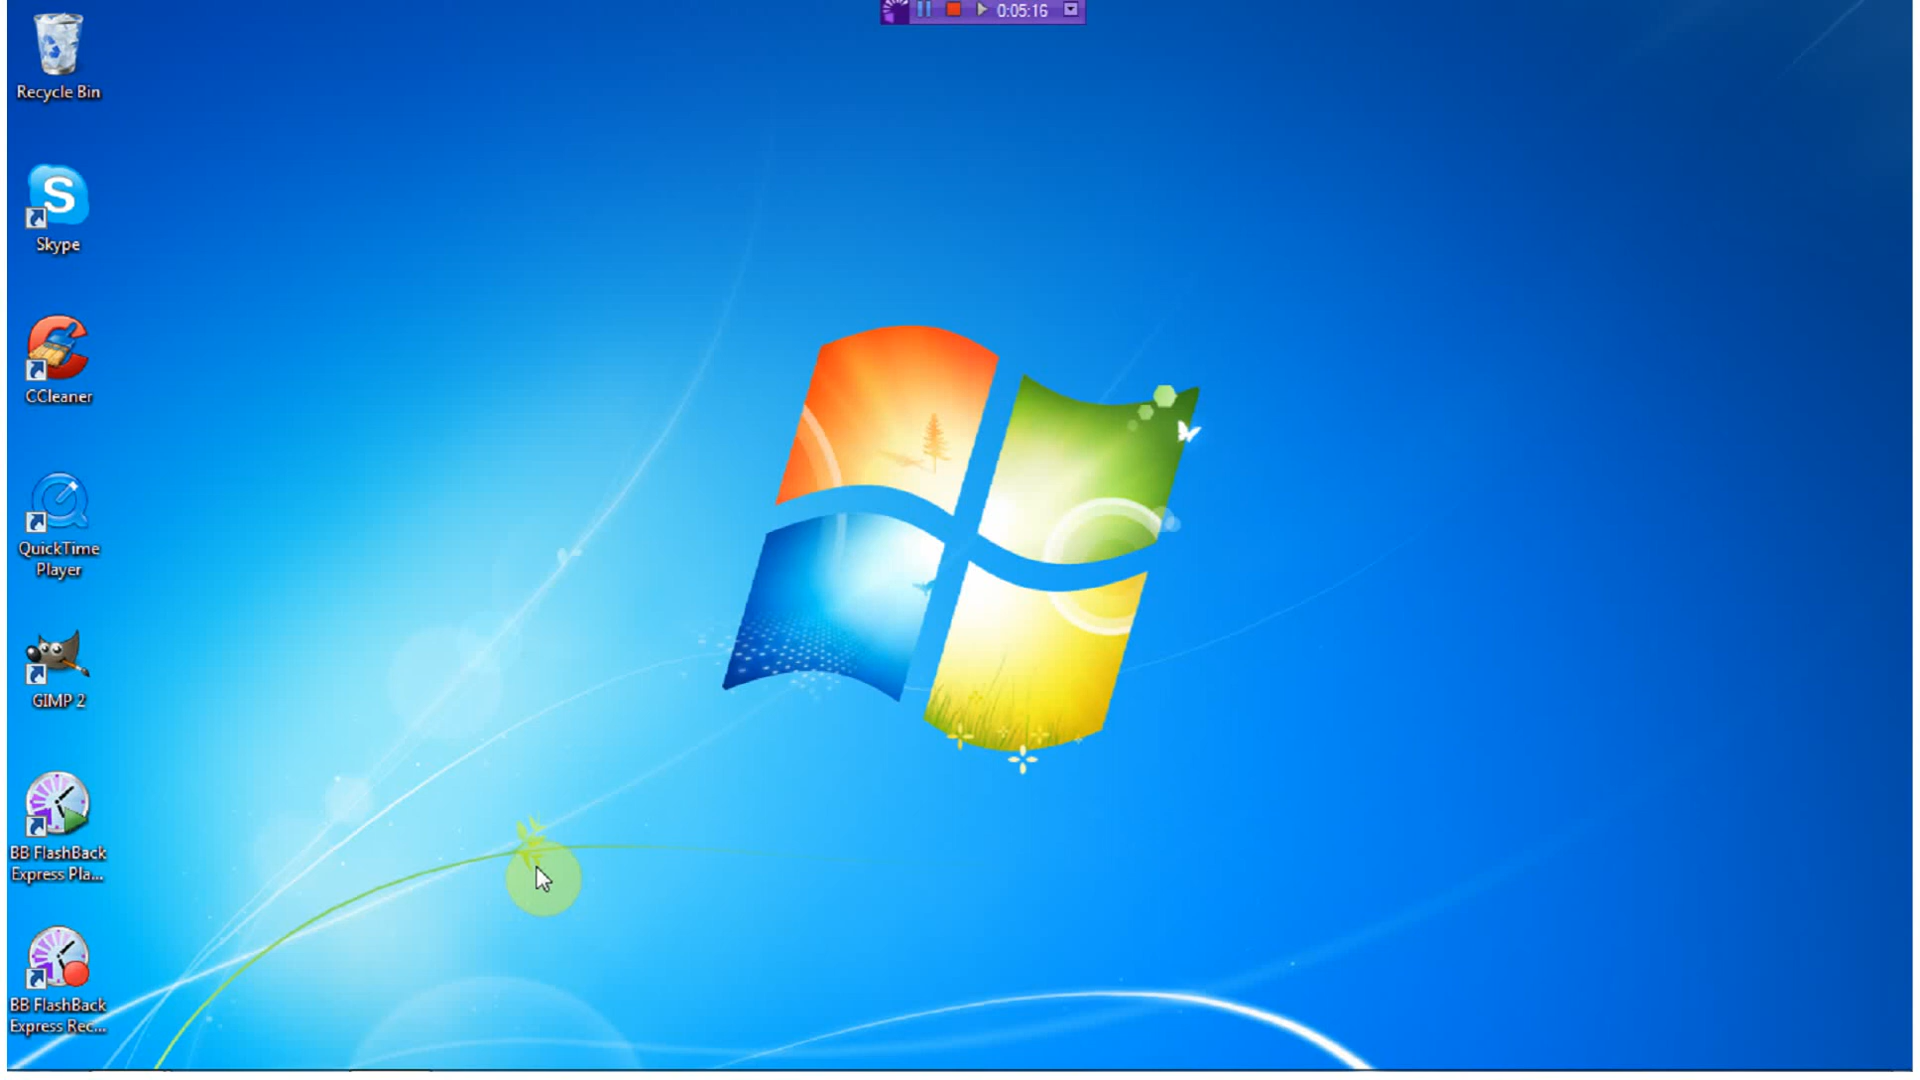 0:05:16
Recycle Bin
S
Skype
CCleaner
QuickTime
Player
GIMP 2
BB FlashBack
Express Pla...
BB FlashBack
Express Rec...